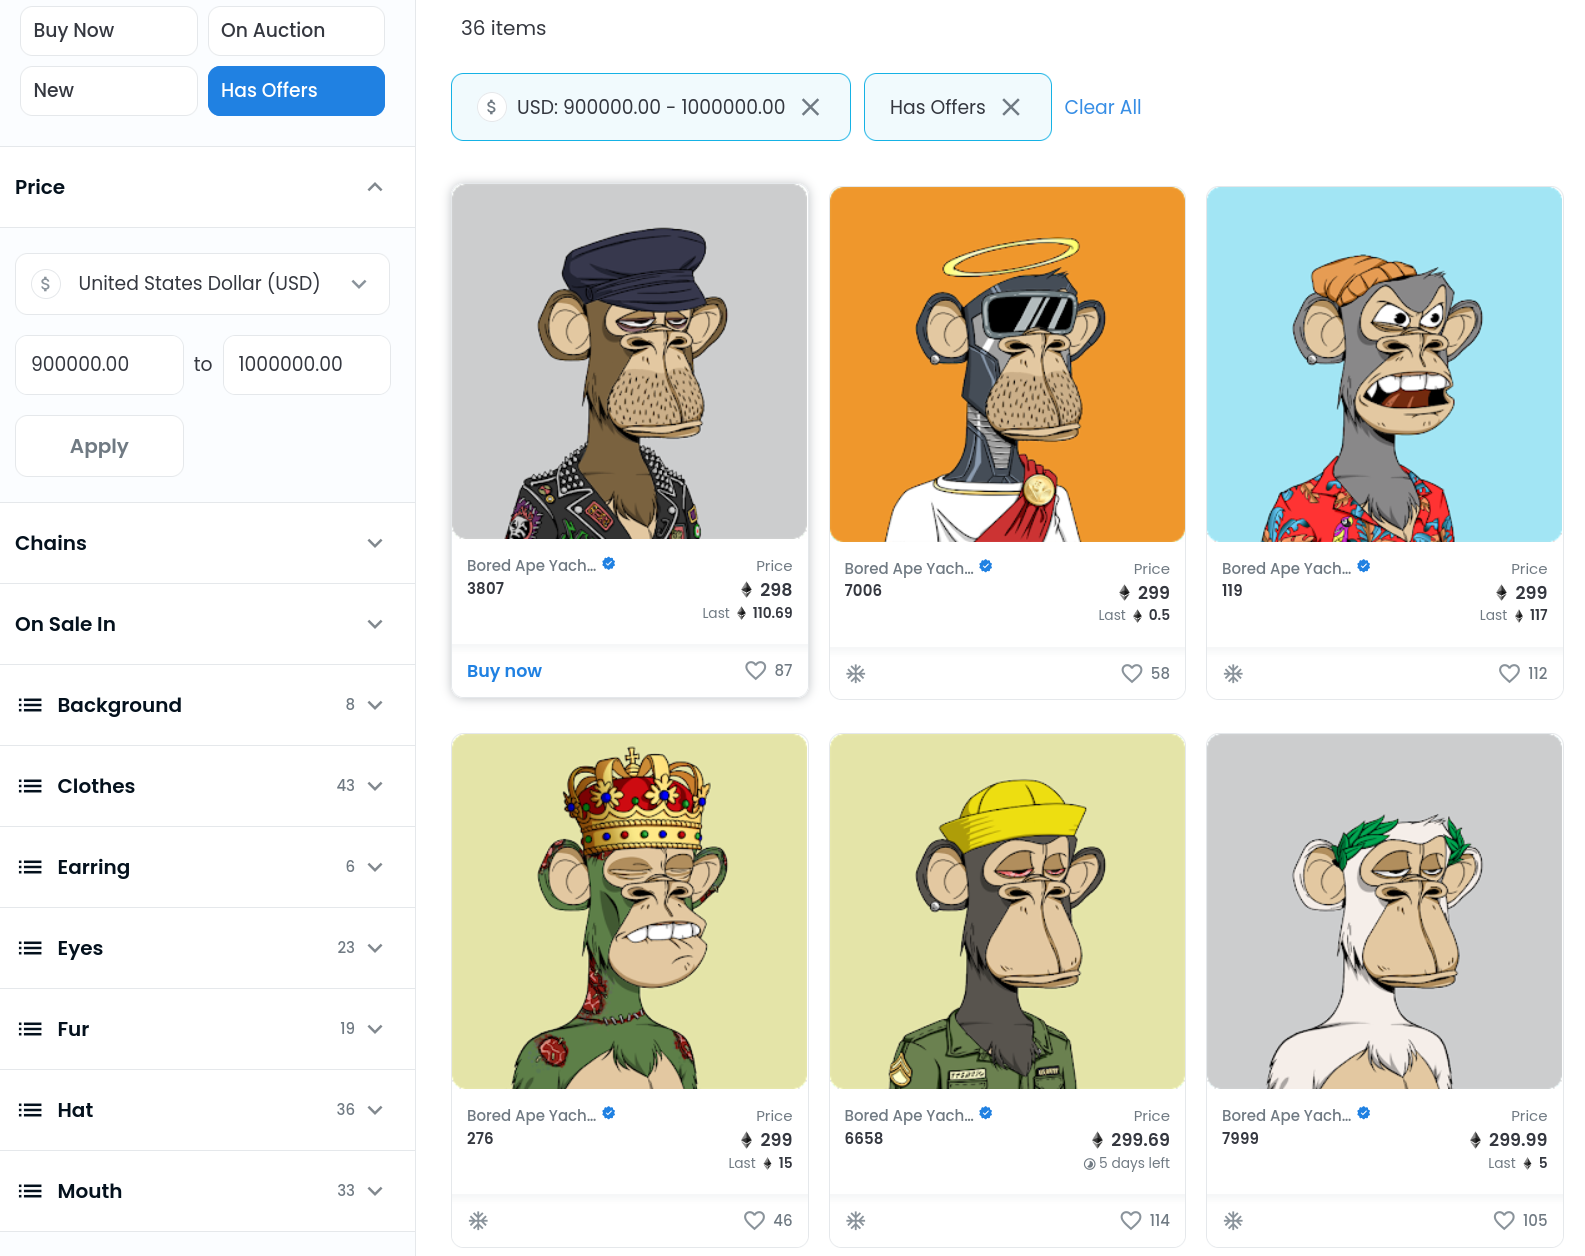 Buy Now
On Auction
New
Has Offers
Price
$ United States Dollar (USD)
900000.00 to 1000000.00
Apply
Chains
On Sale In
Background 8
Clothes 43
Earring 6
Eyes 23
Fur 19
Hat 36
Mouth 33
36 items
$ USD: 900000.00 - 1000000.00
Has Offers
Clear All
Bored Ape Yach...
3807
Price
298
Last 110.69
Buy now
87
Bored Ape Yach...
7006
Price
299
Last 0.5
58
Bored Ape Yach...
119
Price
299
Last 117
112
Bored Ape Yach...
276
Price
299
Last 15
46
Bored Ape Yach...
6658
Price
299.69
5 days left
114
Bored Ape Yach...
7999
Price
299.99
Last 5
105